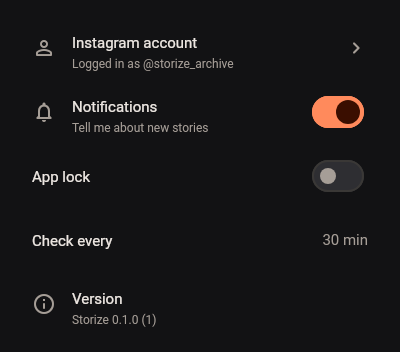 Instagram account
Logged in as @storize_archive
Notifications
Tell me about new stories
App lock
Check every
30 min
Version
Storize 0.1.0 (1)